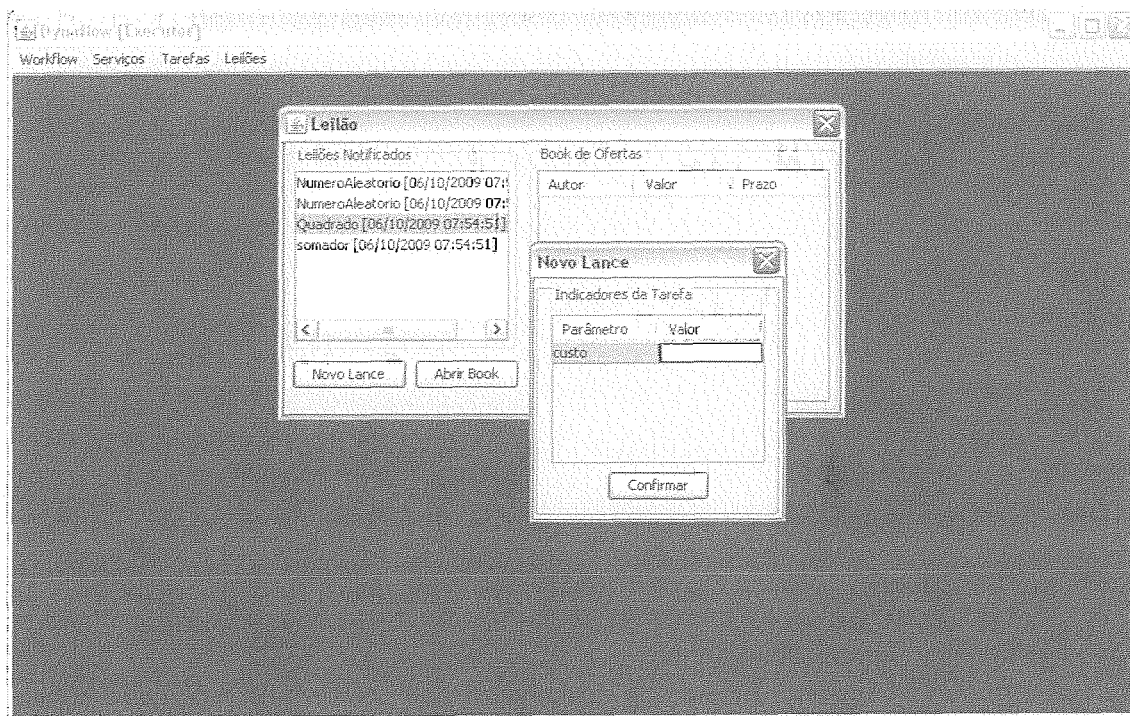 [Executor]
Workflow Serviços Tarefas Leilões
Leilão
Leilões Notificados
NumeroAleatorio [06/10/2009 07:
NumeroAleatorio [06/10/2009 07:
Quadrado [06/10/2009 07:54:51]
somador [06/10/2009 07:54:51]
Novo Lance Abrir Book
Book de Ofertas
Autor Valor Prazo
Novo Lance
Indicadores da Tarefa
Parâmetro Valor
custo
Confirmar